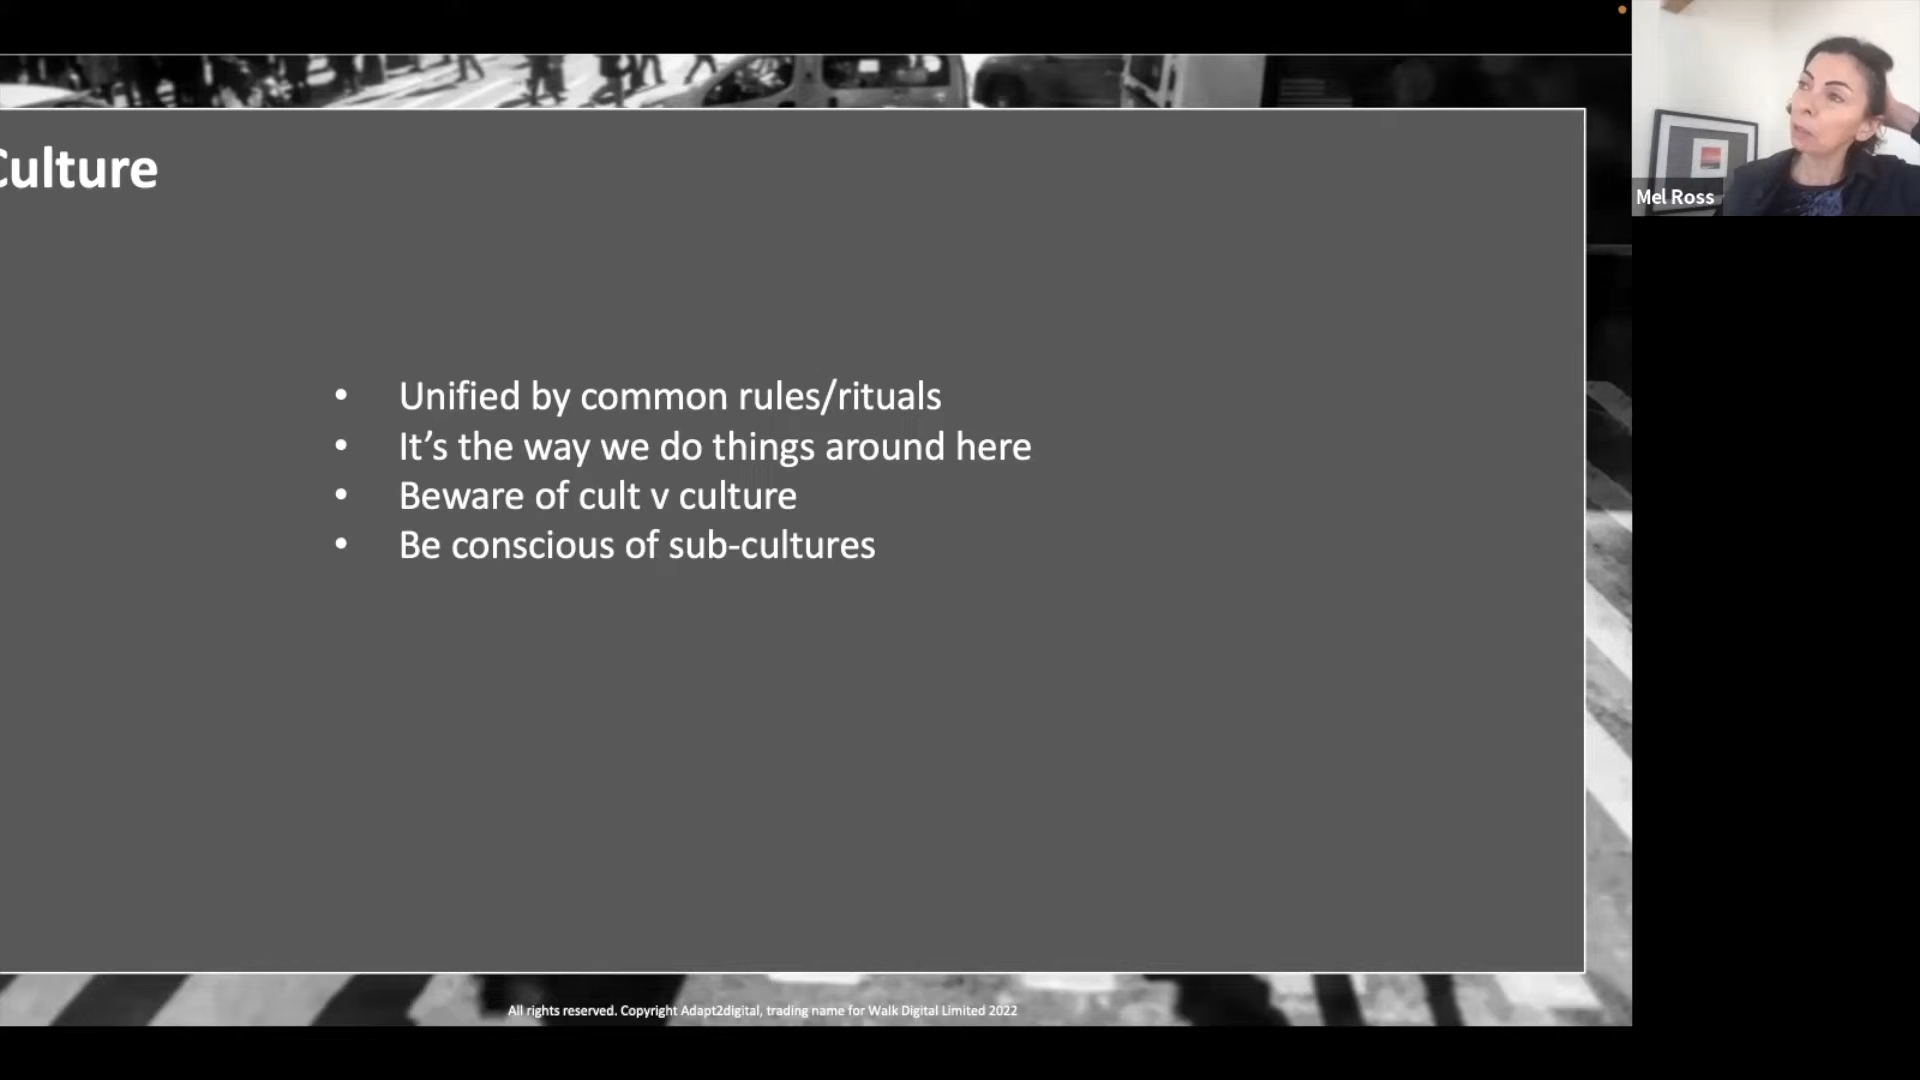 Culture
Mel Ross
• Unified by common rules/rituals
• It’s the way we do things around here
• Beware of cult v culture
• Be conscious of sub-cultures
All rights reserved. Copyright Adapt2digital, trading name for Walk Digital Limited 2022